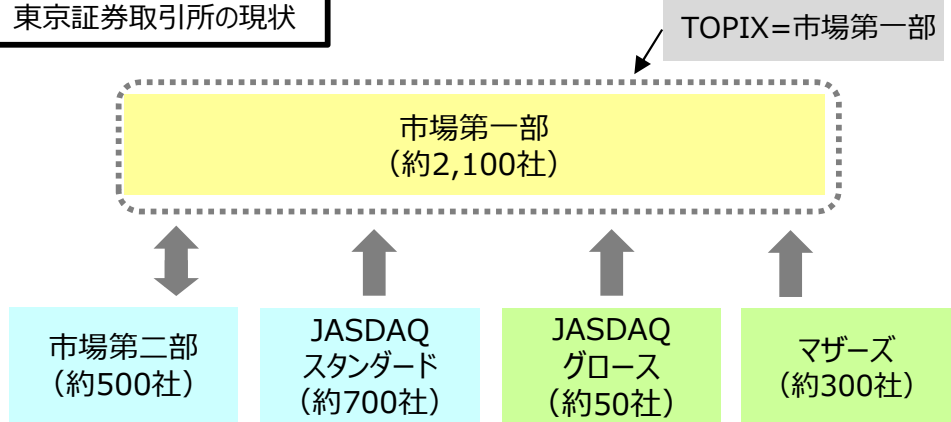 東京証券取引所の現状
TOPIX=市場第一部
市場第一部
（約2,100社）
市場第二部
（約500社）
JASDAQ
スタンダード
（約700社）
JASDAQ
グロース
（約50社）
マザーズ
（約300社）